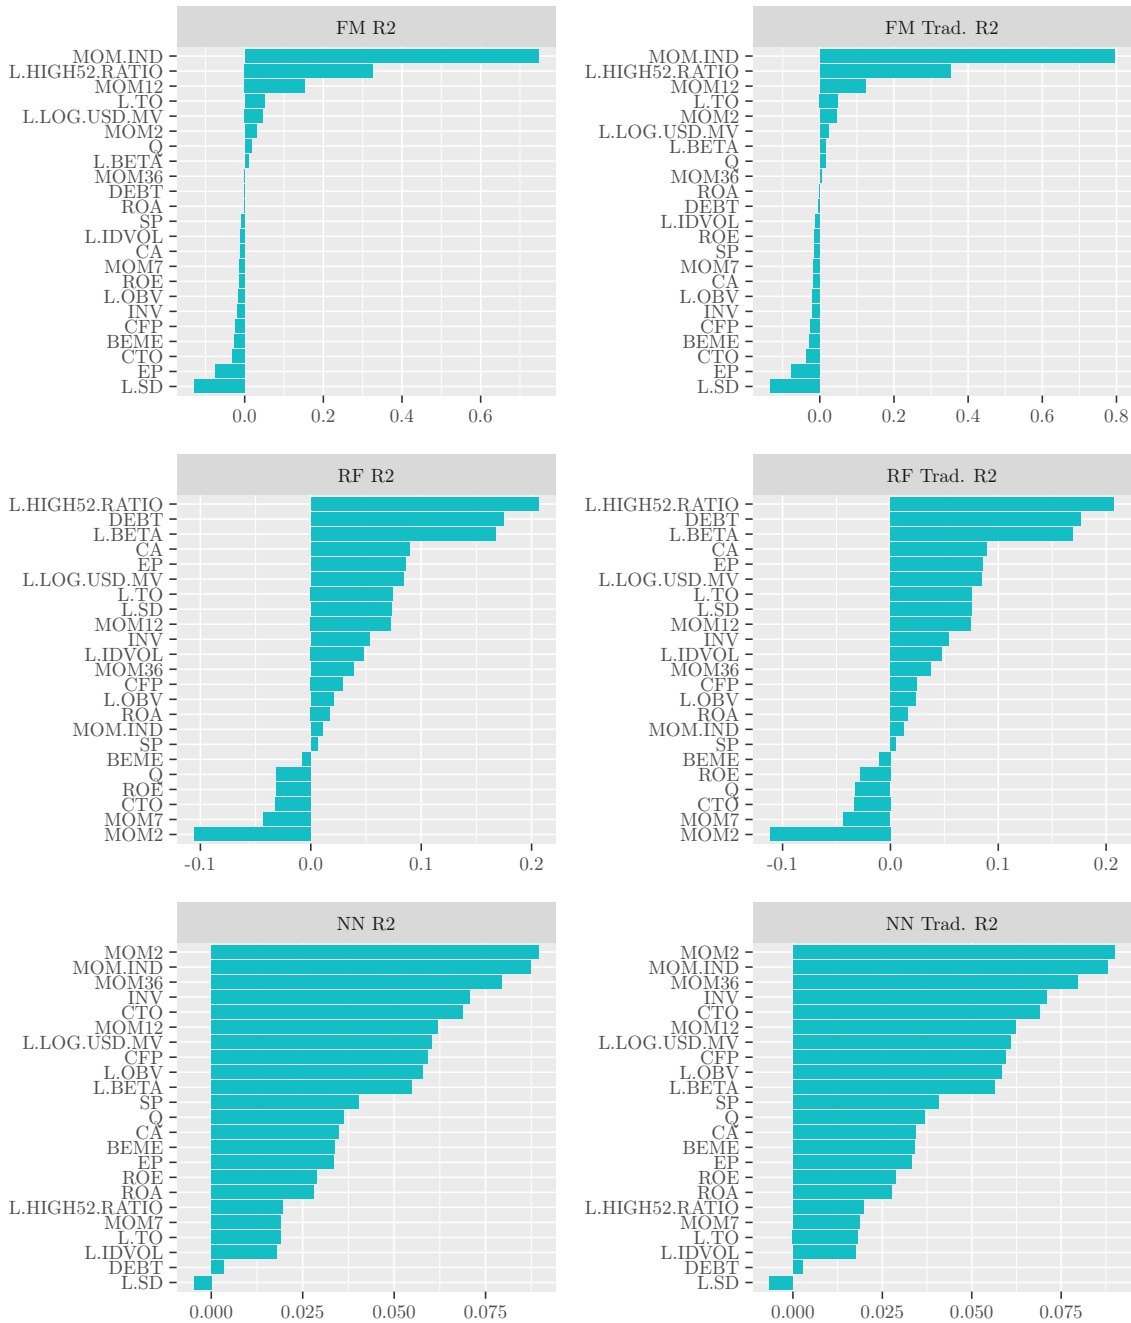 FM R2
MOM.IND
L.HIGH52.RATIO
MOM12
L.TO
L.LOG.USD.MV
MOM2
Q
L.BETA
MOM36
DEBT
ROA
SP
L.IDVOL
CA
MOM7
ROE
L.OBV
INV
CFP
BEME
CTO
EP
L.SD
0.0 0.2 0.4 0.6
FM Trad. R2
MOM.IND
L.HIGH52.RATIO
MOM12
L.TO
MOM2
L.LOG.USD.MV
L.BETA
Q
MOM36
ROA
DEBT
L.IDVOL
ROE
SP
MOM7
CA
L.OBV
INV
CFP
BEME
CTO
EP
L.SD
0.0 0.2 0.4 0.6 0.8
RF R2
L.HIGH52.RATIO
DEBT
L.BETA
CA
EP
L.LOG.USD.MV
L.TO
L.SD
MOM12
INV
L.IDVOL
MOM36
CFP
L.OBV
ROA
MOM.IND
SP
BEME
Q
ROE
CTO
MOM7
MOM2
-0.1 0.0 0.1 0.2
RF Trad. R2
L.HIGH52.RATIO
DEBT
L.BETA
CA
EP
L.LOG.USD.MV
L.TO
L.SD
MOM12
INV
L.IDVOL
MOM36
CFP
L.OBV
ROA
MOM.IND
SP
BEME
ROE
Q
CTO
MOM7
MOM2
-0.1 0.0 0.1 0.2
NN R2
MOM2
MOM.IND
MOM36
INV
CTO
MOM12
L.LOG.USD.MV
CFP
L.OBV
L.BETA
SP
Q
CA
BEME
EP
ROE
ROA
L.HIGH52.RATIO
MOM7
L.TO
L.IDVOL
DEBT
L.SD
0.000 0.025 0.050 0.075
NN Trad. R2
MOM2
MOM.IND
MOM36
INV
CTO
MOM12
L.LOG.USD.MV
CFP
L.OBV
L.BETA
SP
Q
CA
BEME
EP
ROE
ROA
L.HIGH52.RATIO
MOM7
L.TO
L.IDVOL
DEBT
L.SD
0.000 0.025 0.050 0.075